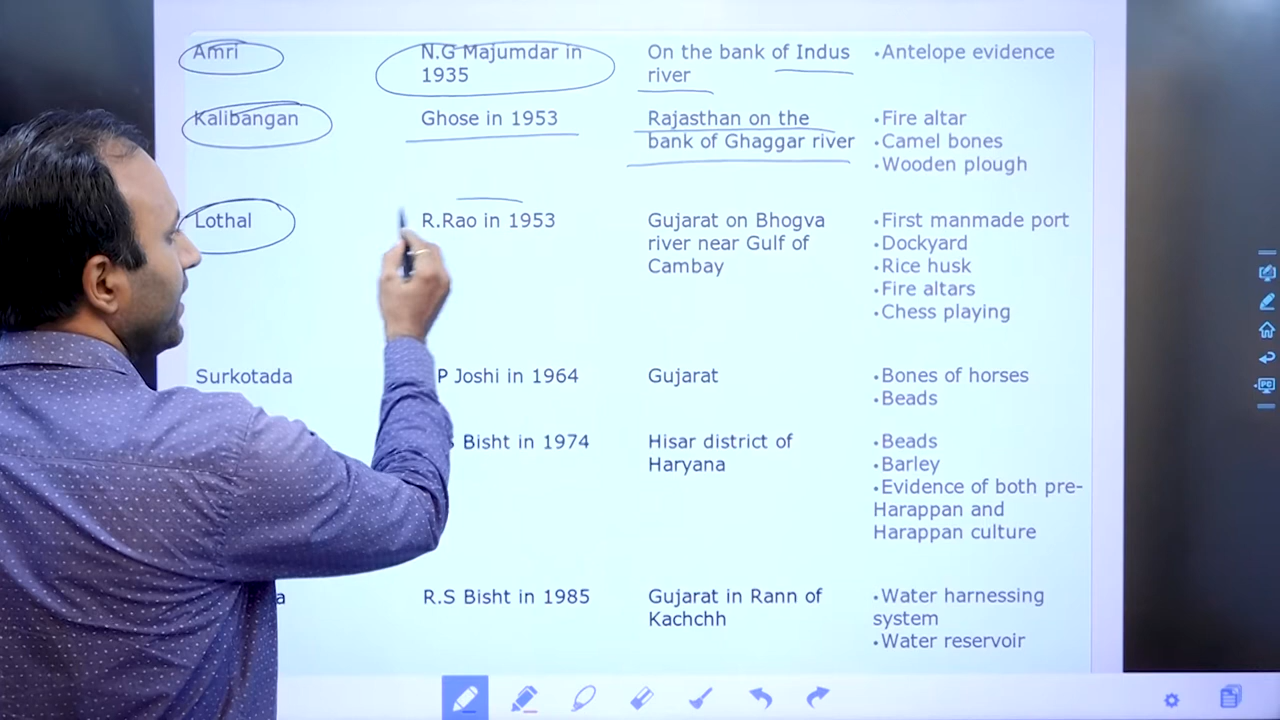 Amri N.G Majumdar in 1935 On the bank of Indus river •Antelope evidence
Kalibangan Ghose in 1953 Rajasthan on the bank of Ghaggar river •Fire altar
•Camel bones
•Wooden plough
Lothal R.Rao in 1953 Gujarat on Bhogva river near Gulf of Cambay •First manmade port
•Dockyard
•Rice husk
•Fire altars
•Chess playing
Surkotada P Joshi in 1964 Gujarat •Bones of horses
•Beads
Bisht in 1974 Hisar district of Haryana •Beads
•Barley
•Evidence of both pre-
Harappan and
Harappan culture
a R.S Bisht in 1985 Gujarat in Rann of Kachchh •Water harnessing
system
•Water reservoir
PC